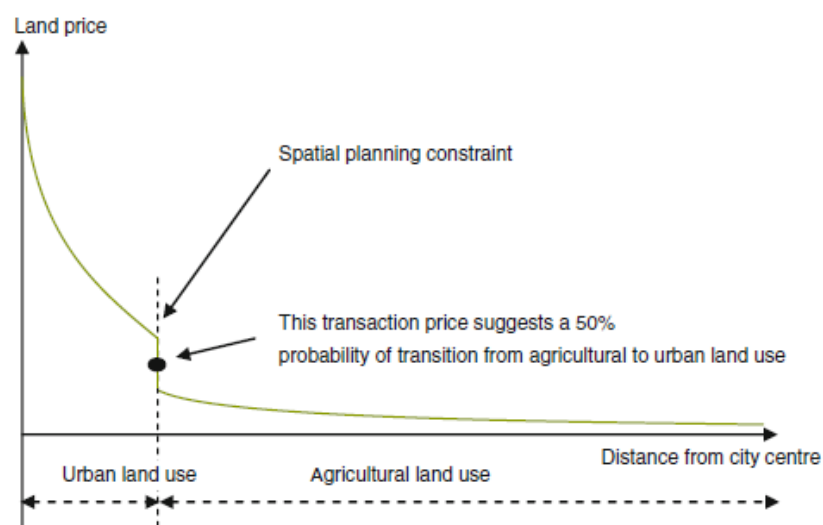 Land price
Spatial planning constraint
This transaction price suggests a 50%
probability of transition from agricultural to urban land use
Distance from city centre
Urban land use
Agricultural land use